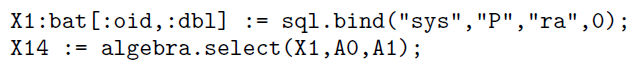 X1:bat[:oid,:dbl] := sql.bind("sys","P","ra",0);
X14 := algebra.select(X1,A0,A1);